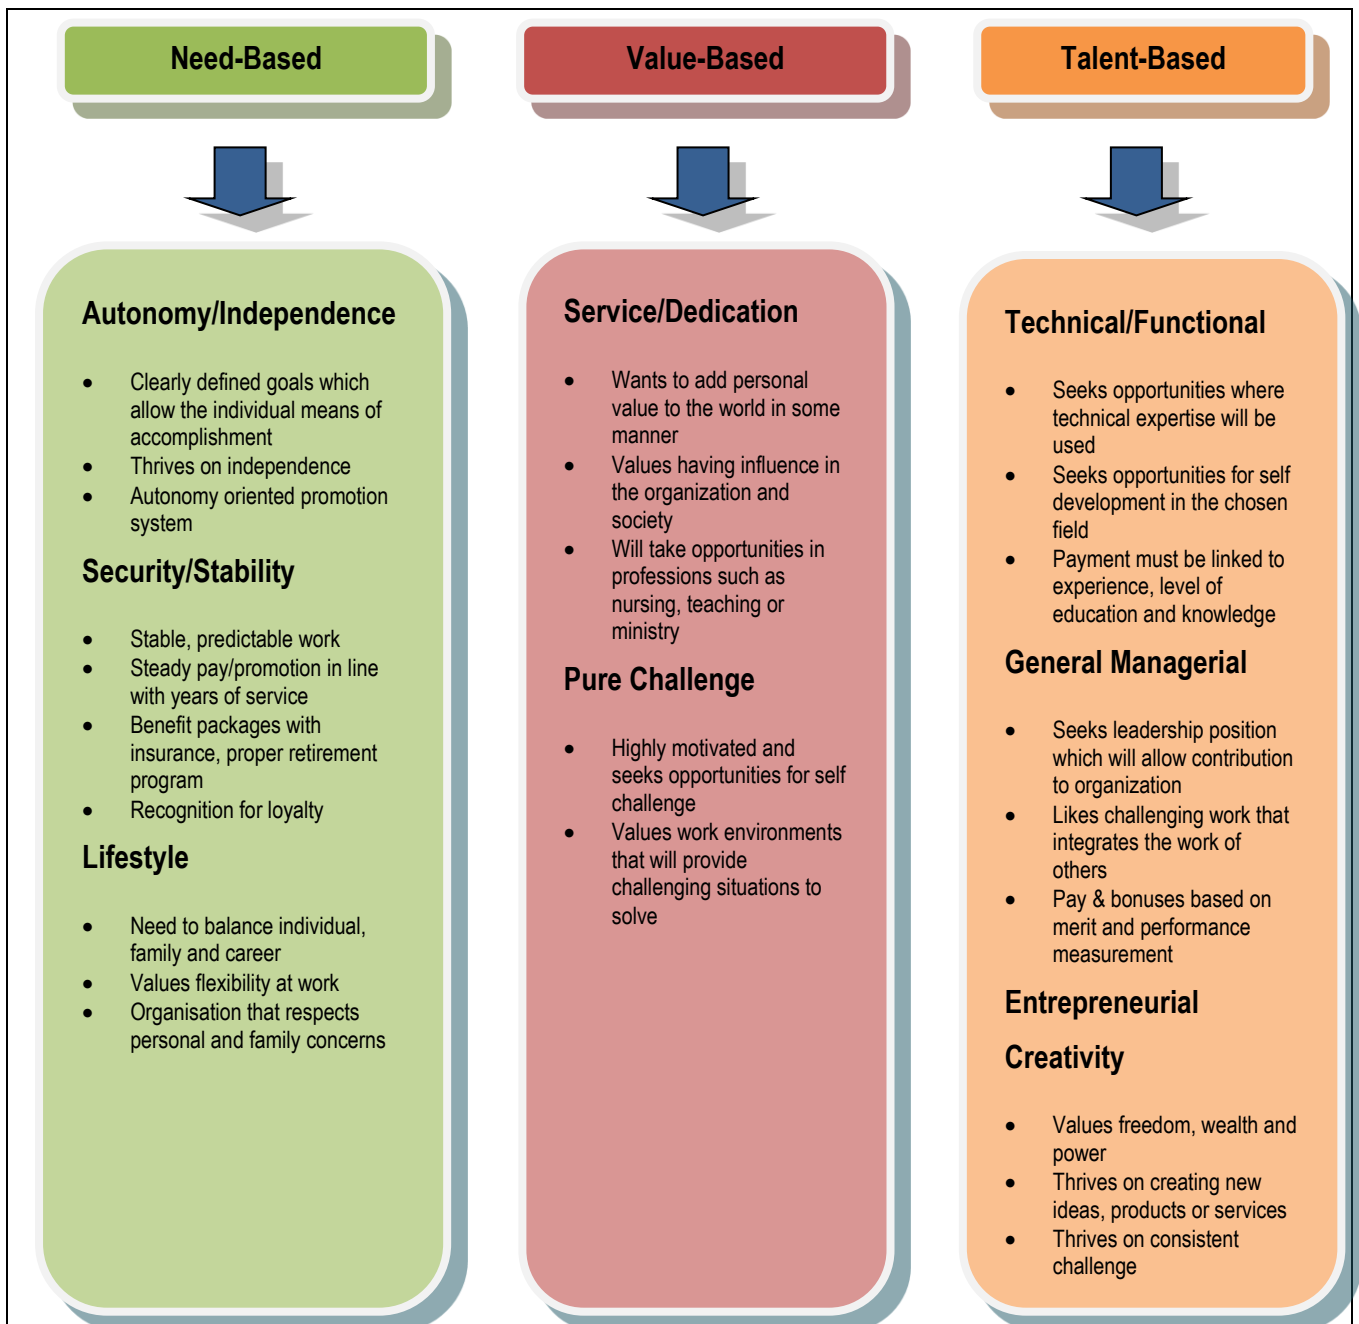 Need-Based
Autonomy/Independence
• Clearly defined goals which
allow the individual means of
accomplishment
• Thrives on independence
• Autonomy oriented promotion
system
Security/Stability
• Stable, predictable work
• Steady pay/promotion in line
with years of service
• Benefit packages with
insurance, proper retirement
program
• Recognition for loyalty
Lifestyle
• Need to balance individual,
family and career
• Values flexibility at work
• Organisation that respects
personal and family concerns
Value-Based
Service/Dedication
• Wants to add personal
value to the world in some
manner
• Values having influence in
the organization and
society
• Will take opportunities in
professions such as
nursing, teaching or
ministry
Pure Challenge
• Highly motivated and
seeks opportunities for self
challenge
• Values work environments
that will provide
challenging situations to
solve
Talent-Based
Technical/Functional
• Seeks opportunities where
technical expertise will be
used
• Seeks opportunities for self
development in the chosen
field
• Payment must be linked to
experience, level of
education and knowledge
General Managerial
• Seeks leadership position
which will allow contribution
to organization
• Likes challenging work that
integrates the work of
others
• Pay & bonuses based on
merit and performance
measurement
Entrepreneurial
Creativity
• Values freedom, wealth and
power
• Thrives on creating new
ideas, products or services
• Thrives on consistent
challenge